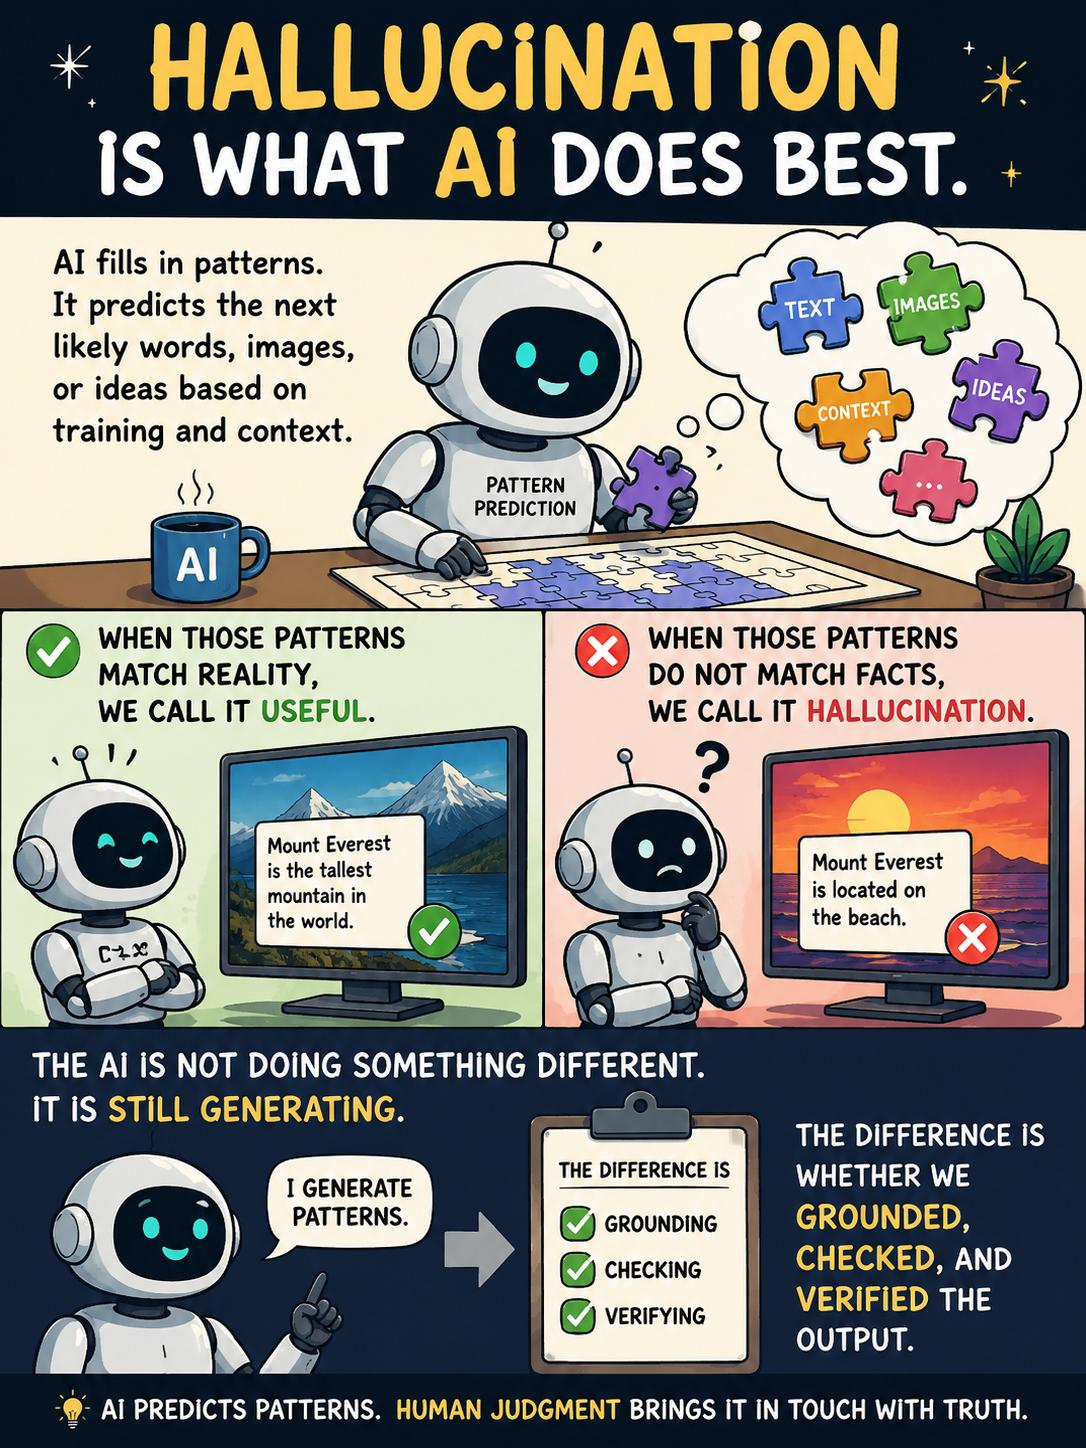 HALLUCINATION
IS WHAT AI DOES BEST.
AI fills in patterns.
It predicts the next
likely words, images,
or ideas based on
training and context.
AI
PATTERN
PREDICTION
TEXT
IMAGES
CONTEXT
IDEAS
...
WHEN THOSE PATTERNS
MATCH REALITY,
WE CALL IT USEFUL.
Mount Everest
is the tallest
mountain in
the world.
WHEN THOSE PATTERNS
DO NOT MATCH FACTS,
WE CALL IT HALLUCINATION.
?
Mount Everest
is located on
the beach.
THE AI IS NOT DOING SOMETHING DIFFERENT.
IT IS STILL GENERATING.
I GENERATE
PATTERNS.
THE DIFFERENCE IS
GROUNDING
CHECKING
VERIFYING
THE DIFFERENCE IS
WHETHER WE
GROUNDED,
CHECKED, AND
VERIFIED THE
OUTPUT.
AI PREDICTS PATTERNS. HUMAN JUDGMENT BRINGS IT IN TOUCH WITH TRUTH.